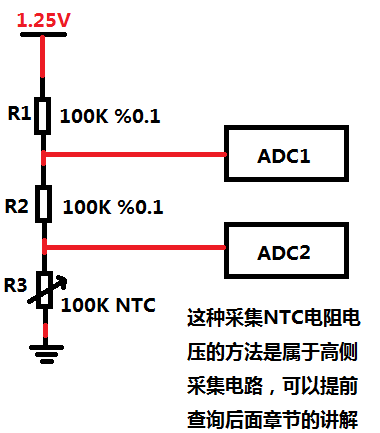 1.25V
R1
100K %0.1
ADC1
R2
100K %0.1
ADC2
R3
100K NTC
这种采集NTC电阻电
压的方法是属于高侧
采集电路，可以提前
查询后面章节的讲解